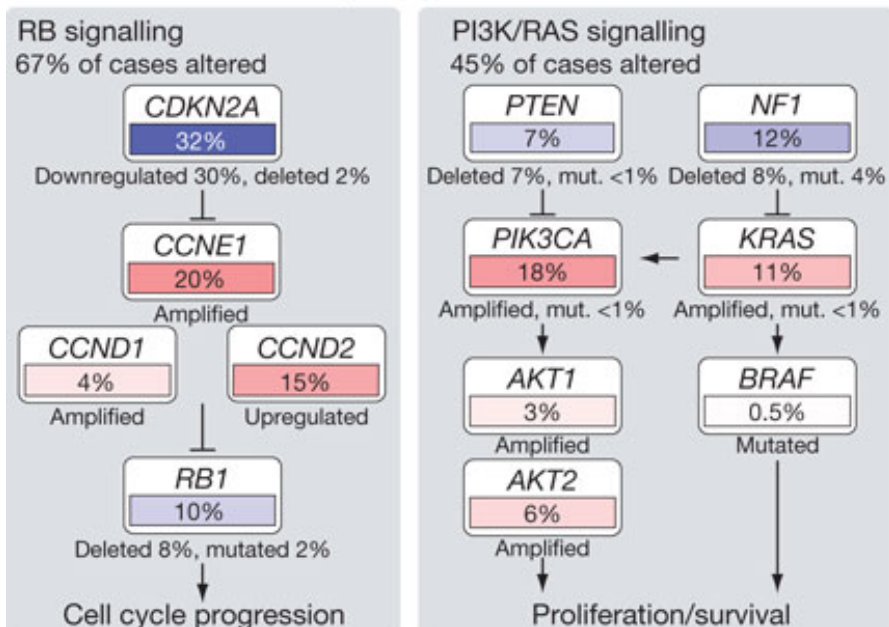 RB signalling
67% of cases altered
CDKN2A
32%
Downregulated 30%, deleted 2%
CCNE1
20%
Amplified
CCND1
4%
Amplified
CCND2
15%
Upregulated
RB1
10%
Deleted 8%, mutated 2%
Cell cycle progression
PI3K/RAS signalling
45% of cases altered
PTEN
7%
Deleted 7%, mut. <1%
NF1
12%
Deleted 8%, mut. 4%
PIK3CA
18%
Amplified, mut. <1%
KRAS
11%
Amplified, mut. <1%
AKT1
3%
Amplified
BRAF
0.5%
Mutated
AKT2
6%
Amplified
Proliferation/survival